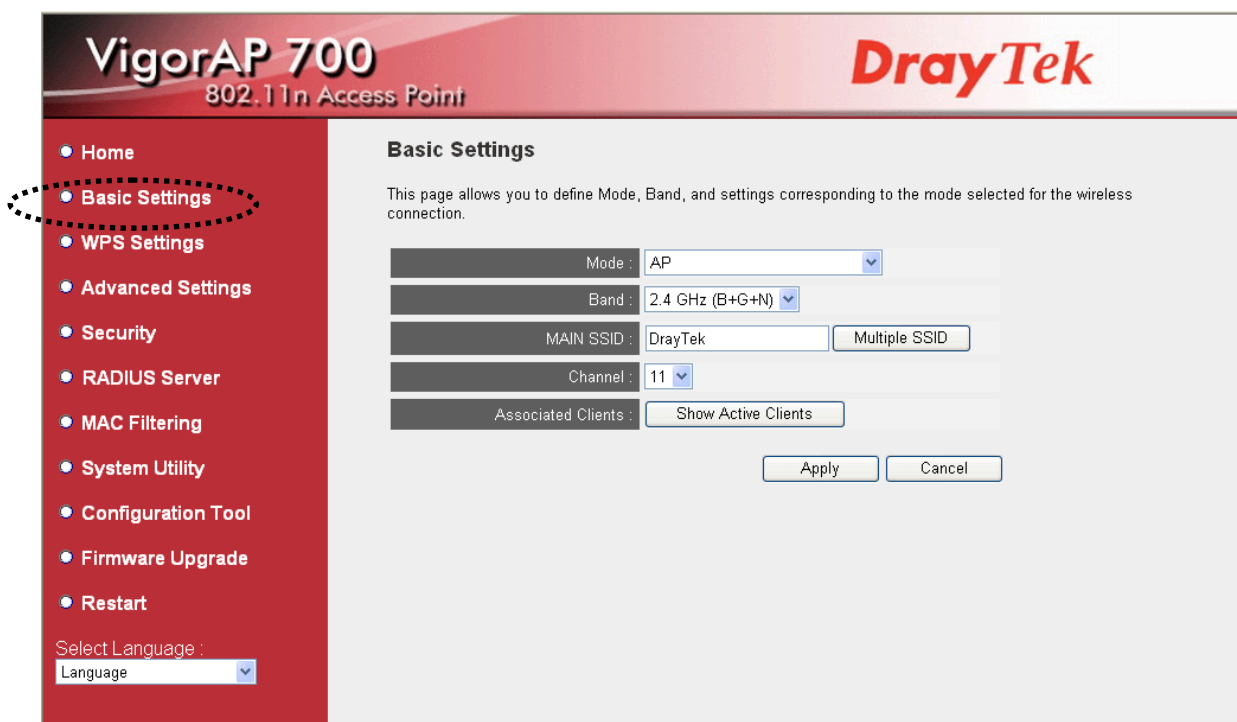 VigorAP 700
802.11n Access Point
DrayTek
Home
Basic Settings
WPS Settings
Advanced Settings
Security
RADIUS Server
MAC Filtering
System Utility
Configuration Tool
Firmware Upgrade
Restart
Select Language :
Language
Basic Settings
This page allows you to define Mode, Band, and settings corresponding to the mode selected for the wireless
connection.
Mode : AP
Band : 2.4 GHz (B+G+N)
MAIN SSID : DrayTek Multiple SSID
Channel : 11
Associated Clients : Show Active Clients
Apply Cancel